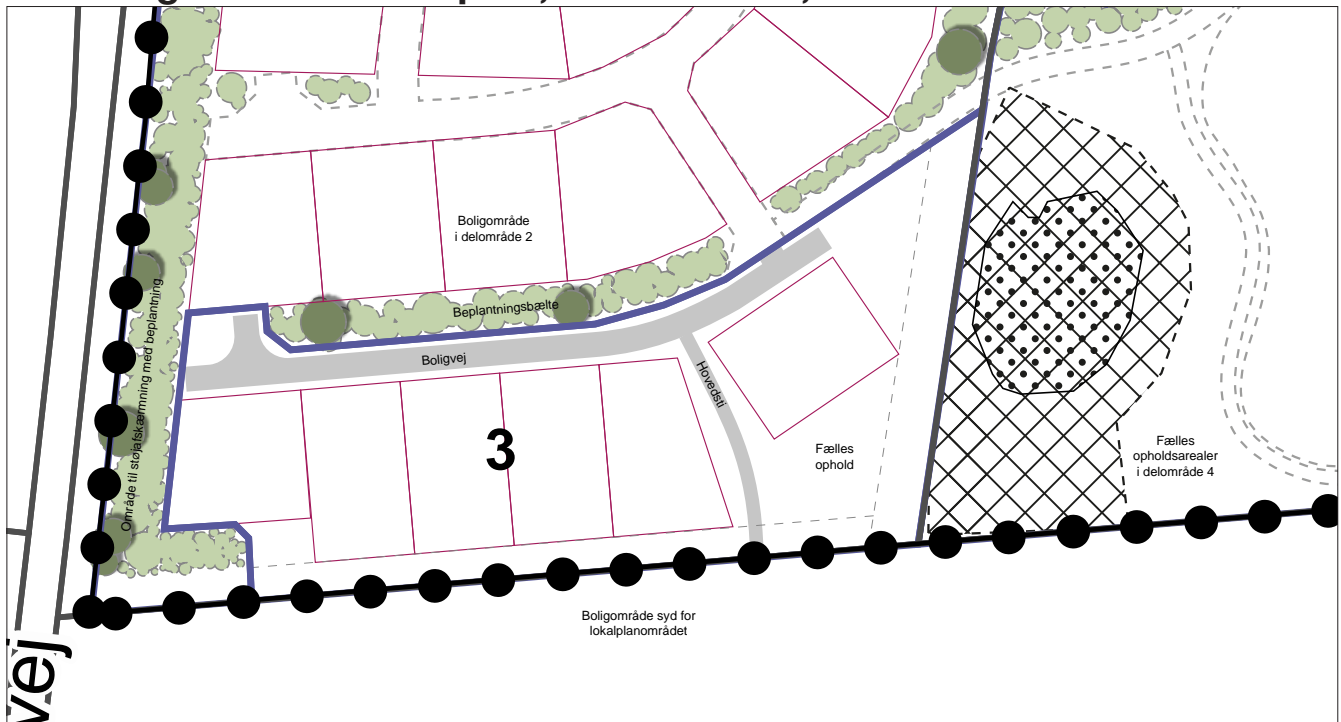 Boligområde
i delområde 2
Beplantningsbælte
Område til støjafskærmning med beplantning
Boligvej
Hovedsti
3
Fælles
ophold
Fælles
opholdsarealer
i delområde 4
Boligområde syd for
lokalplanområdet
vej